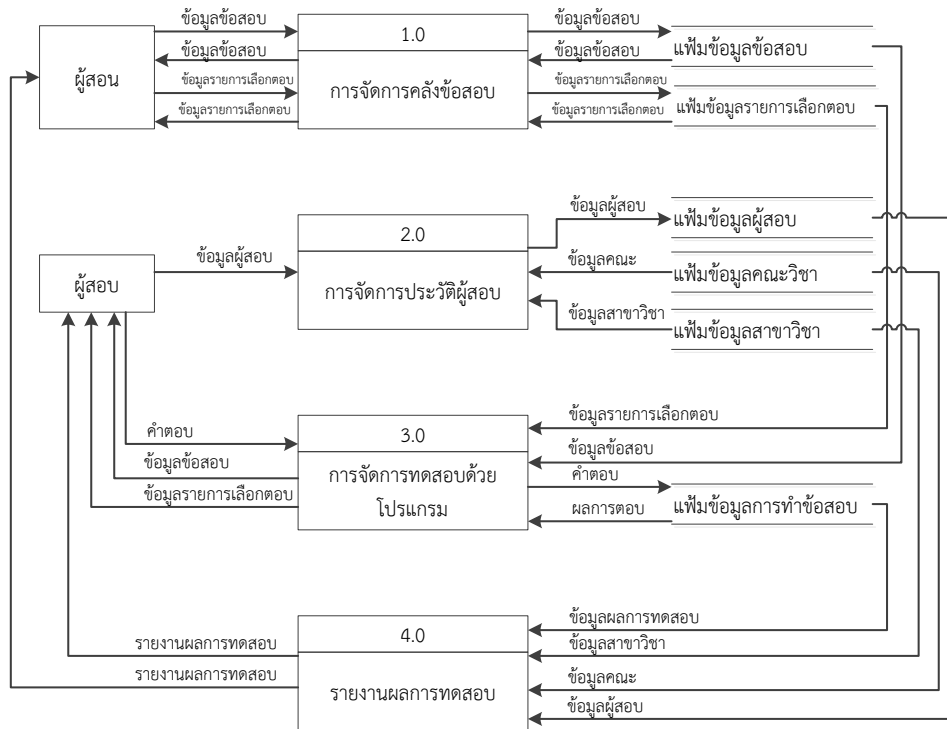 ข้อมูลข้อสอบ
ข้อมูลข้อสอบ
ข้อมูลรายการเลือกตอบ
ข้อมูลรายการเลือกตอบ
ผู้สอน
1.0
การจัดการคลังข้อสอบ
ข้อมูลข้อสอบ
ข้อมูลข้อสอบ
ข้อมูลรายการเลือกตอบ
ข้อมูลรายการเลือกตอบ
แฟ้มข้อมูลข้อสอบ
แฟ้มข้อมูลรายการเลือกตอบ
ผู้สอบ
ข้อมูลผู้สอบ
2.0
การจัดการประวัติผู้สอบ
ข้อมูลผู้สอบ
ข้อมูลคณะ
ข้อมูลสาขาวิชา
แฟ้มข้อมูลผู้สอบ
แฟ้มข้อมูลคณะวิชา
แฟ้มข้อมูลสาขาวิชา
คำตอบ
ข้อมูลข้อสอบ
ข้อมูลรายการเลือกตอบ
3.0
การจัดการทดสอบด้วย
โปรแกรม
ข้อมูลรายการเลือกตอบ
ข้อมูลข้อสอบ
คำตอบ
ผลการตอบ
แฟ้มข้อมูลการทำข้อสอบ
รายงานผลการทดสอบ
รายงานผลการทดสอบ
4.0
รายงานผลการทดสอบ
ข้อมูลผลการทดสอบ
ข้อมูลสาขาวิชา
ข้อมูลคณะ
ข้อมูลผู้สอบ